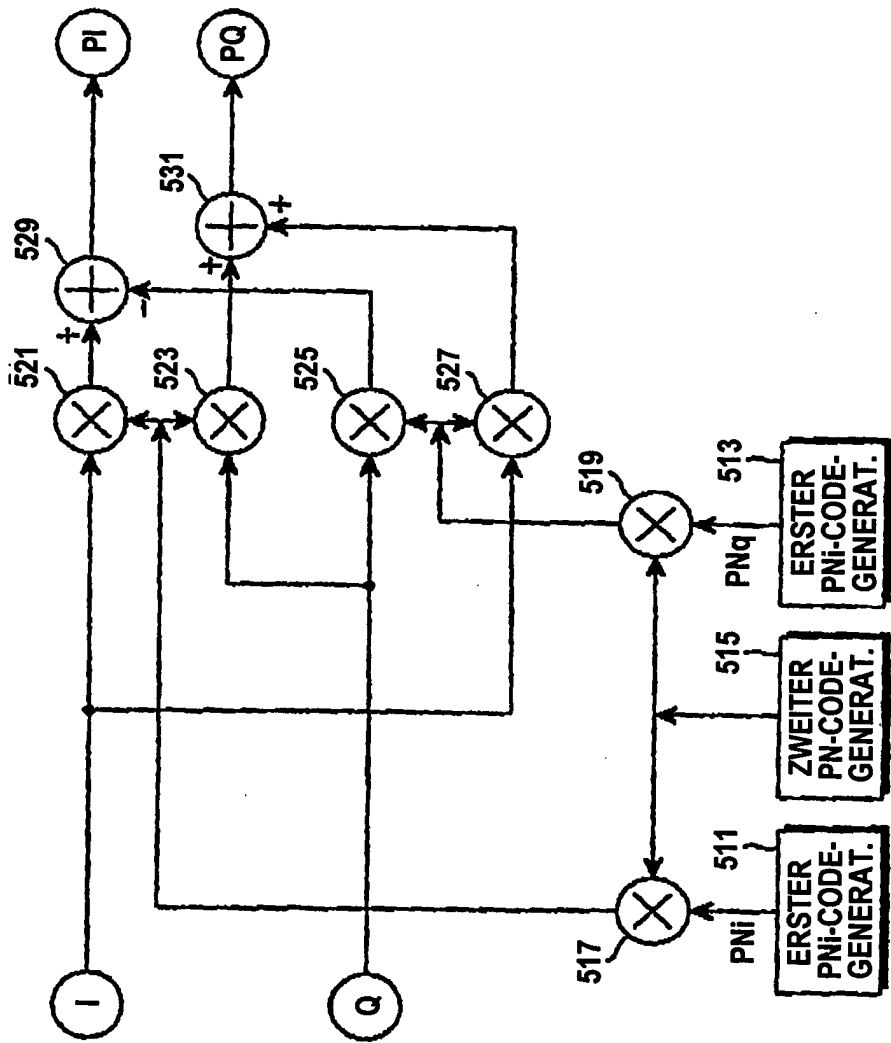 I
Q
PI
PQ
521
529
+
+
-
523
531
+
+
525
527
517
519
PNi
PNq
511
515
513
ERSTER
PNi-CODE-
GENERAT.
ZWEITER
PN-CODE-
GENERAT.
ERSTER
PNi-CODE-
GENERAT.